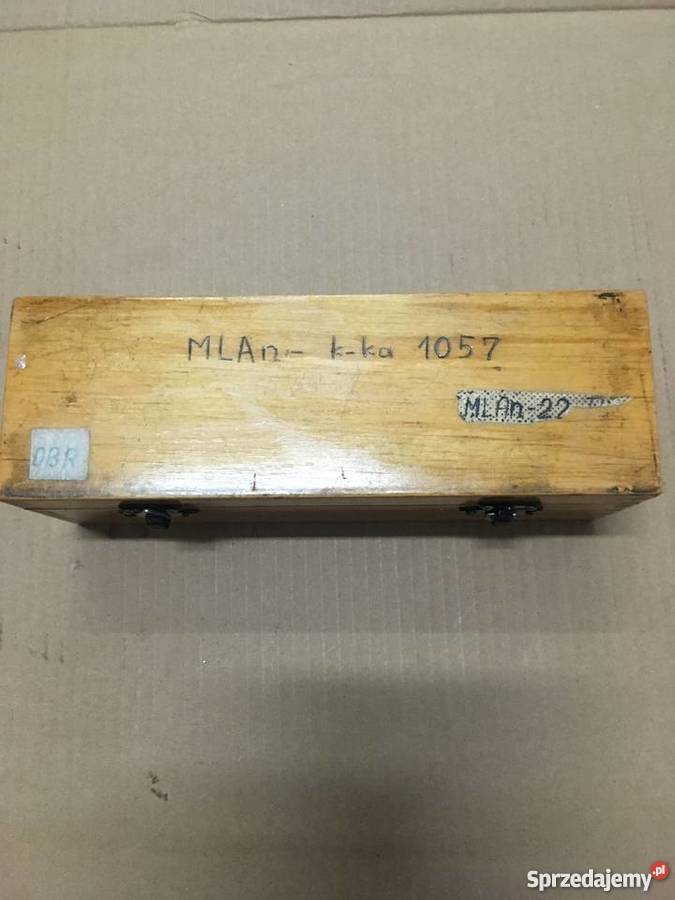 MLAn- k-ka 1057
MLAn-22
OBR
Sprzedajemy.pl